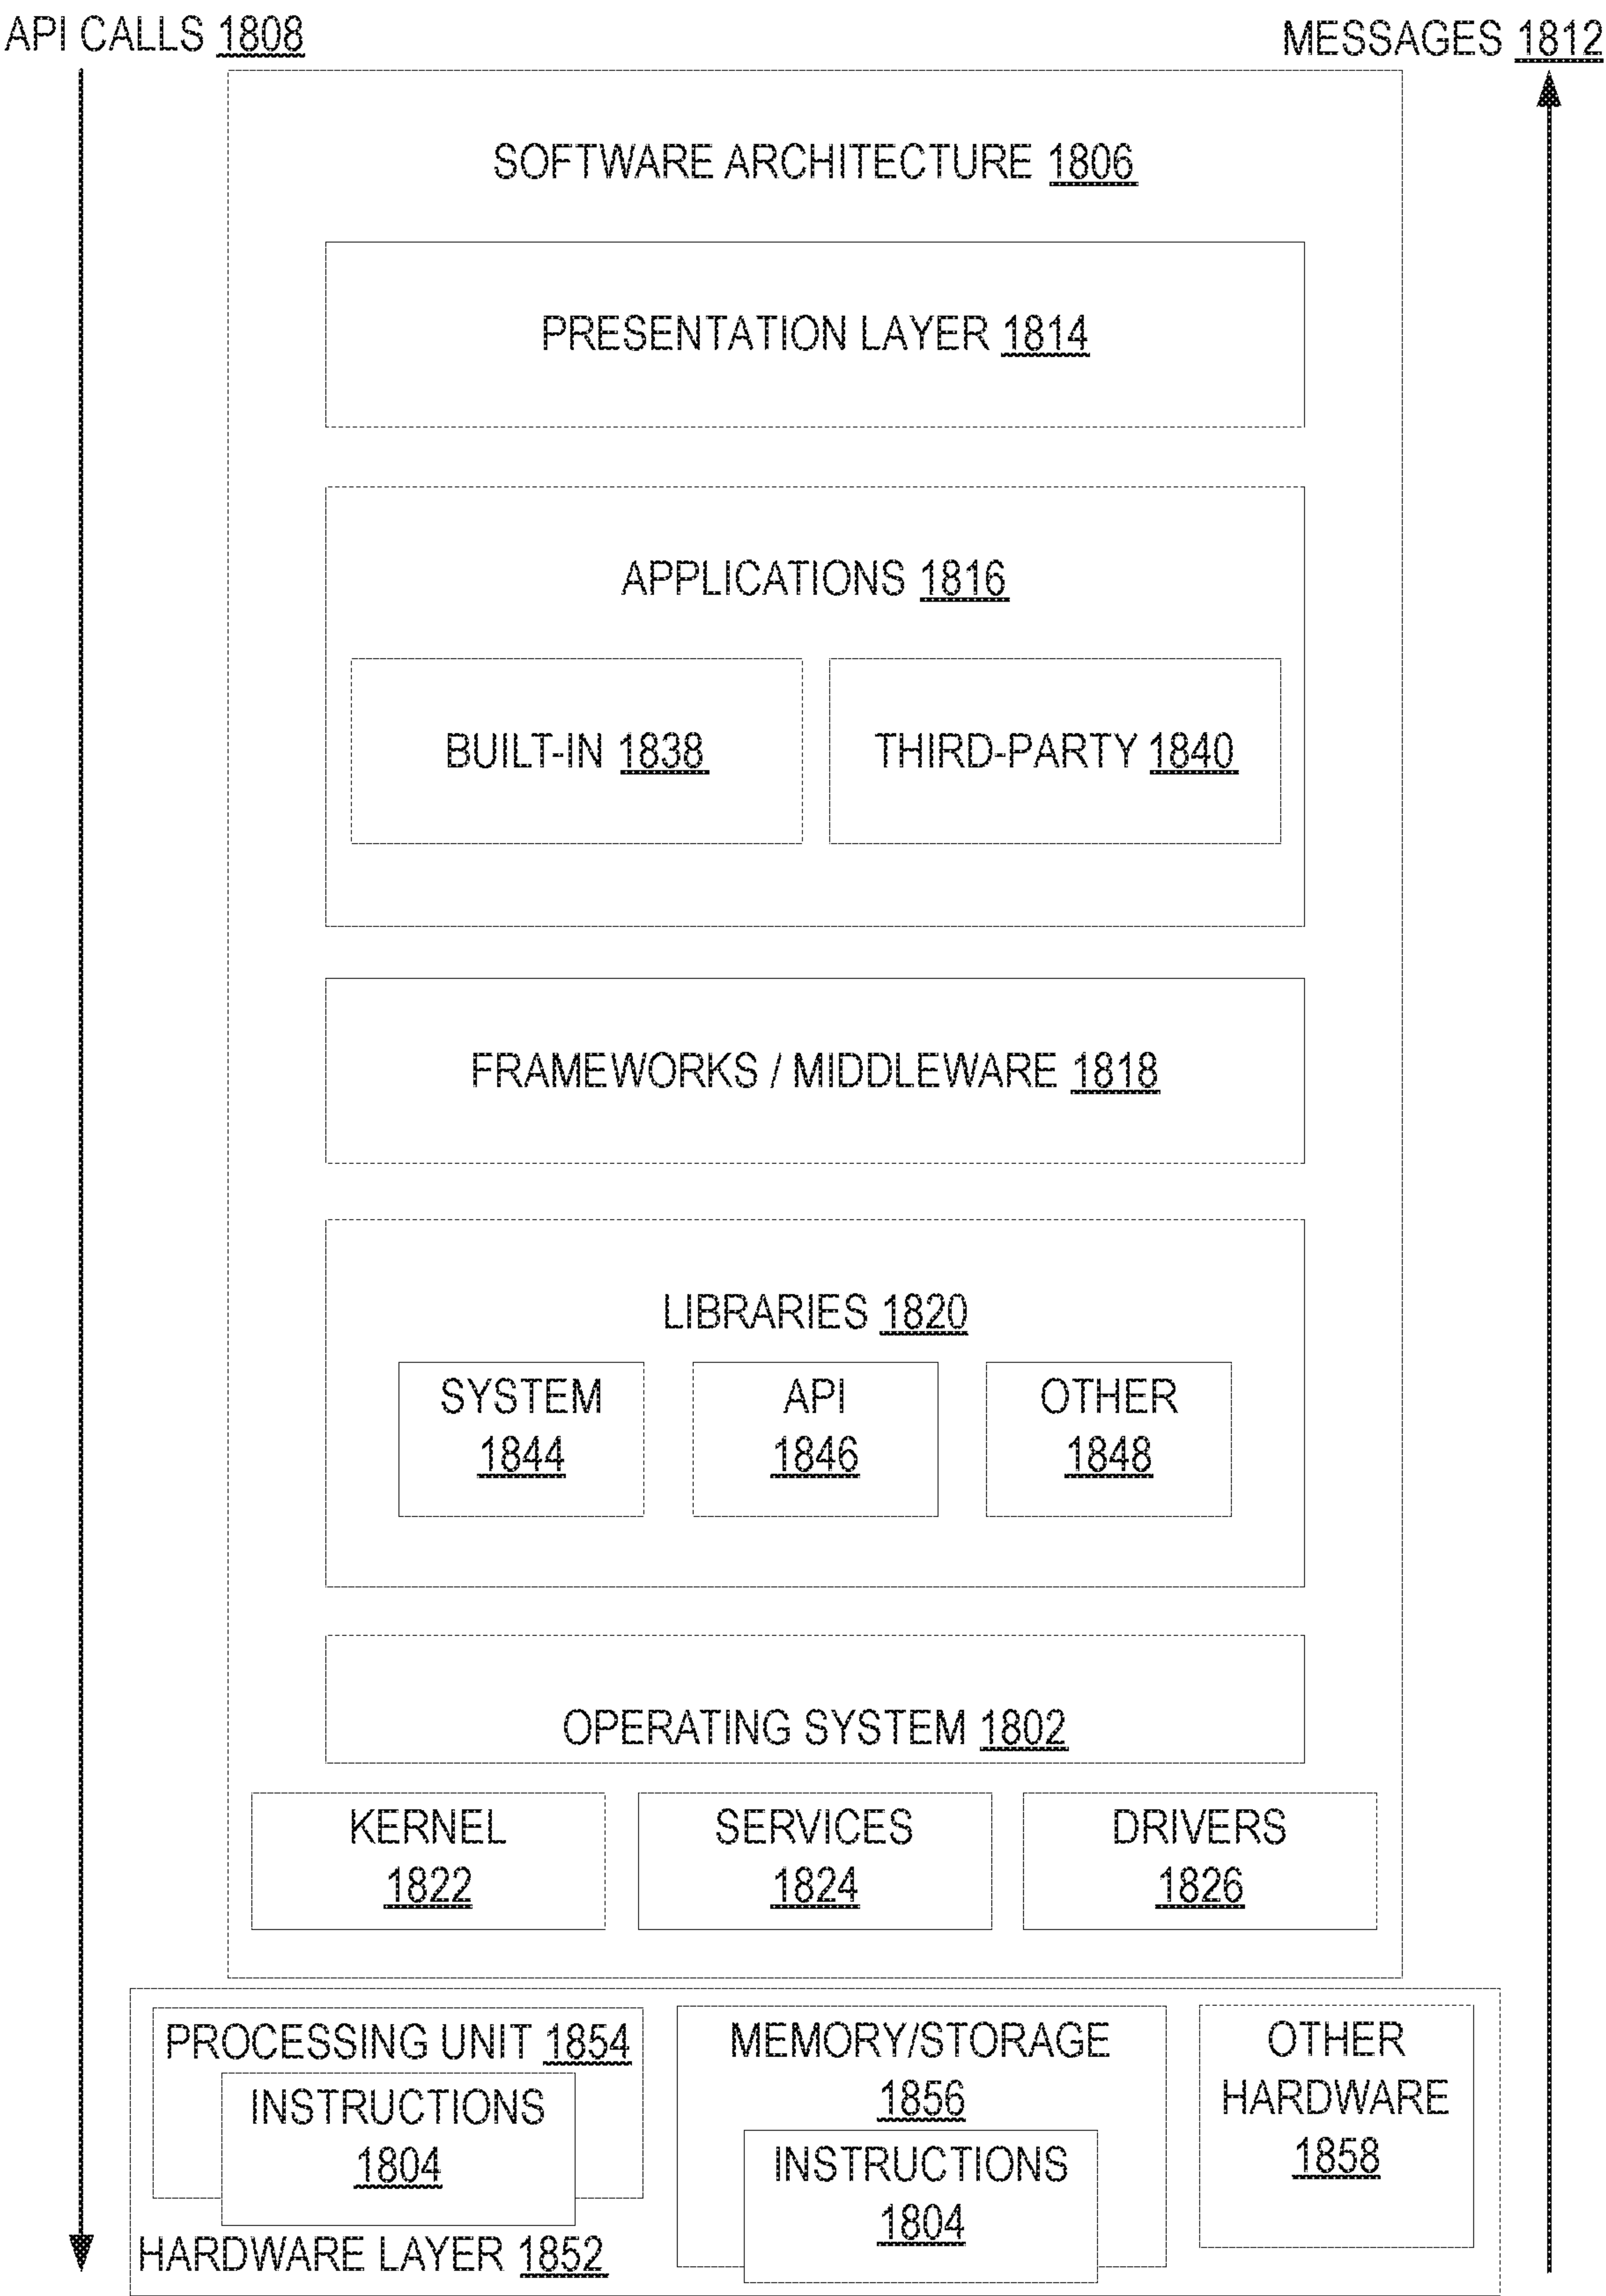 API CALLS 1808
MESSAGES 1812
SOFTWARE ARCHITECTURE 1806
PRESENTATION LAYER 1814
APPLICATIONS 1816
BUILT-IN 1838
THIRD-PARTY 1840
FRAMEWORKS / MIDDLEWARE 1818
LIBRARIES 1820
SYSTEM
1844
API
1846
OTHER
1848
OPERATING SYSTEM 1802
KERNEL
1822
SERVICES
1824
DRIVERS
1826
PROCESSING UNIT 1854
INSTRUCTIONS
1804
MEMORY/STORAGE
1856
INSTRUCTIONS
1804
OTHER
HARDWARE
1858
HARDWARE LAYER 1852